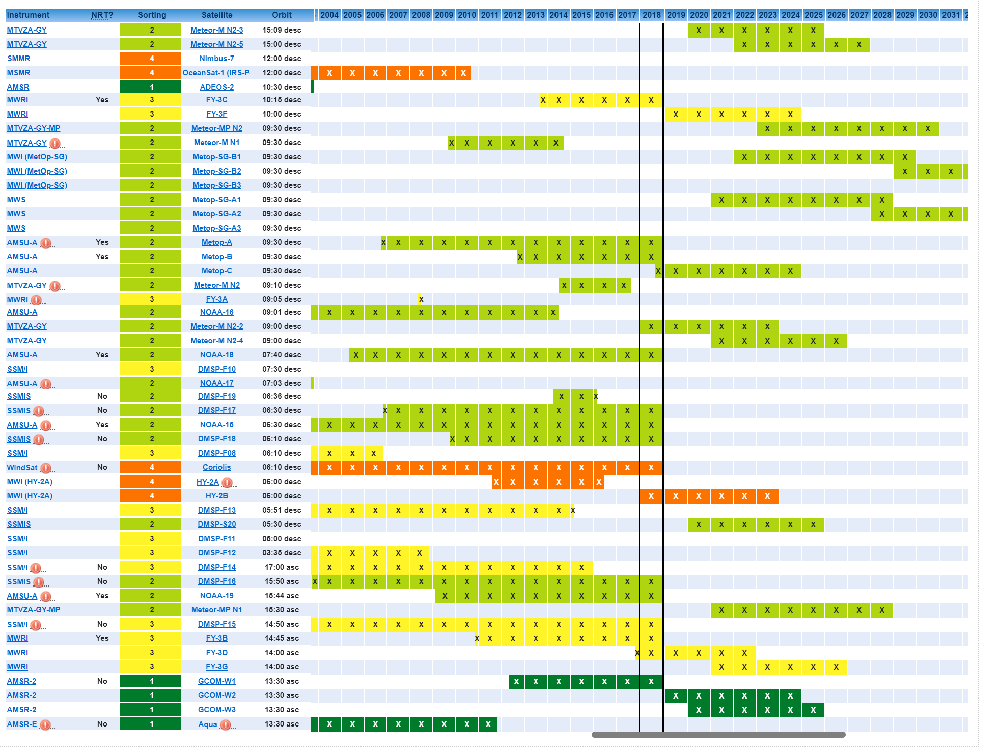 Instrument NRT? Sorting Satellite Orbit 2004 2005 2006 2007 2008 2009 2010 2011 2012 2013 2014 2015 2016 2017 2018 2019 2020 2021 2022 2023 2024 2025 2026 2027 2028 2029 2030 2031
MTVZA-GY 2 Meteor-M N2-3 15:09 desc X X X X X X
MTVZA-GY 2 Meteor-M N2-5 15:00 desc X X X X X X
SMMR 4 Nimbus-7 12:00 desc
MSMR 4 OceanSat-1 (IRS-P 12:00 desc X X X X X X X
AMSR 1 ADEOS-2 10:30 desc
MWRI Yes 3 FY-3C 10:15 desc X X X X X X
MWRI 3 FY-3F 10:00 desc X X X X X X
MTVZA-GY-MP 2 Meteor-MP N2 09:30 desc X X X X X X X X
MTVZA-GY ! ... 2 Meteor-M N1 09:30 desc X X X X X X
MWI (MetOp-SG) 2 Metop-SG-B1 09:30 desc X X X X X X X X
MWI (MetOp-SG) 2 Metop-SG-B2 09:30 desc X X X
MWI (MetOp-SG) 2 Metop-SG-B3 09:30 desc
MWS 2 Metop-SG-A1 09:30 desc X X X X X X X X
MWS 2 Metop-SG-A2 09:30 desc X X X X
MWS 2 Metop-SG-A3 09:30 desc
AMSU-A ! ... Yes 2 Metop-A 09:30 desc X X X X X X X X X X X X X
AMSU-A Yes 2 Metop-B 09:30 desc X X X X X X X
AMSU-A 2 Metop-C 09:30 desc X X X X X X X
MTVZA-GY ! ... 2 Meteor-M N2 09:10 desc X X X X
MWRI ! ... 3 FY-3A 09:05 desc X
AMSU-A 2 NOAA-16 09:01 desc X X X X X X X X X X X
MTVZA-GY 2 Meteor-M N2-2 09:00 desc X X X X X X
MTVZA-GY 2 Meteor-M N2-4 09:00 desc X X X X X X
AMSU-A Yes 2 NOAA-18 07:40 desc X X X X X X X X X X X X X X
SSM/I 3 DMSP-F10 07:30 desc
AMSU-A ! ... 2 NOAA-17 07:03 desc
SSMIS No 2 DMSP-F19 06:36 desc X X X
SSMIS ! ... No 2 DMSP-F17 06:30 desc X X X X X X X X X X X X X
AMSU-A ! ... Yes 2 NOAA-15 06:30 desc X X X X X X X X X X X X X X X
SSMIS ! ... No 2 DMSP-F18 06:10 desc X X X X X X X X X X
SSM/I 3 DMSP-F08 06:10 desc X X X
WindSat ! ... No 4 Coriolis 06:10 desc X X X X X X X X X X X X X X X
MWI (HY-2A) 4 HY-2A ! ... 06:00 desc X X X X X X
MWI (HY-2A) 4 HY-2B 06:00 desc X X X X X X
SSM/I 3 DMSP-F13 05:51 desc X X X X X X X X X X X X
SSMIS 2 DMSP-S20 05:30 desc X X X X X X
SSM/I 3 DMSP-F11 05:00 desc
SSM/I 3 DMSP-F12 03:35 desc X X X X X
SSM/I ! ... No 3 DMSP-F14 17:00 asc X X X X X X X X X X X X
SSMIS ! ... No 2 DMSP-F16 15:50 asc X X X X X X X X X X X X X X X X
AMSU-A ! ... Yes 2 NOAA-19 15:44 asc X X X X X X X X X X
MTVZA-GY-MP 2 Meteor-MP N1 15:30 asc X X X X X X X X
SSM/I ! ... No 3 DMSP-F15 14:50 asc X X X X X X X X X X X X X X X
MWRI Yes 3 FY-3B 14:45 asc X X X X X X X X X
MWRI 3 FY-3D 14:00 asc X X X X X X
MWRI 3 FY-3G 14:00 asc X X X X X X
AMSR-2 No 1 GCOM-W1 13:30 asc X X X X X X X
AMSR-2 1 GCOM-W2 13:30 asc X X X X X X
AMSR-2 1 GCOM-W3 13:30 asc X X X X X X
AMSR-E ! ... No 1 Aqua ! ... 13:30 asc X X X X X X X X